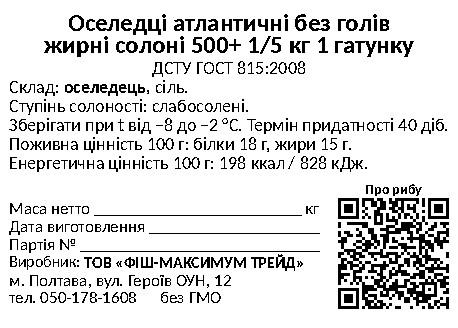 Оселедці атлантичні без голів
жирні солоні 500+ 1/5 кг 1 гатунку
ДСТУ ГОСТ 815:2008
Склад: оселедець, сіль.
Ступінь солоності: слабосолені.
Зберігати при t від –8 до –2 °С. Термін придатності 40 діб.
Поживна цінність 100 г: білки 18 г, жири 15 г.
Енергетична цінність 100 г: 198 ккал / 828 кДж.
Про рибу
Маса нетто ________________________ кг
Дата виготовлення ____________________
Партія № ____________________________
Виробник: ТОВ «ФІШ-МАКСИМУМ ТРЕЙД»
м. Полтава, вул. Героїв ОУН, 12
тел. 050-178-1608 без ГМО